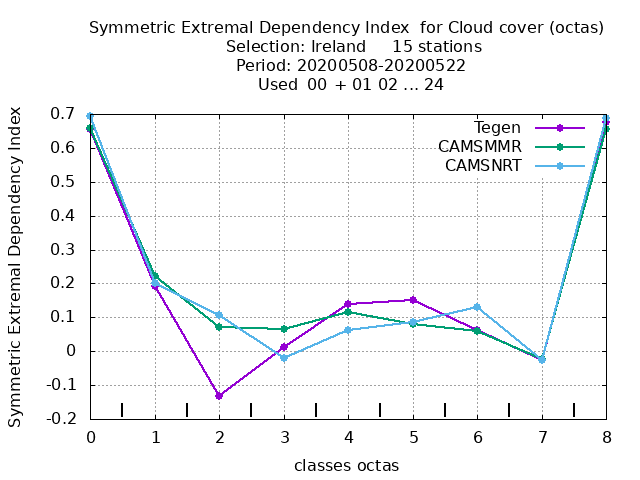 Symmetric Extremal Dependency Index  for Cloud cover (octas)
Selection: Ireland     15 stations
Period: 20200508-20200522
Used  00 + 01 02 ... 24
Symmetric Extremal Dependency Index
0.7
0.6
0.5
0.4
0.3
0.2
0.1
0
-0.1
-0.2
Tegen
CAMSMMR
CAMSNRT
0 1 2 3 4 5 6 7 8
classes octas